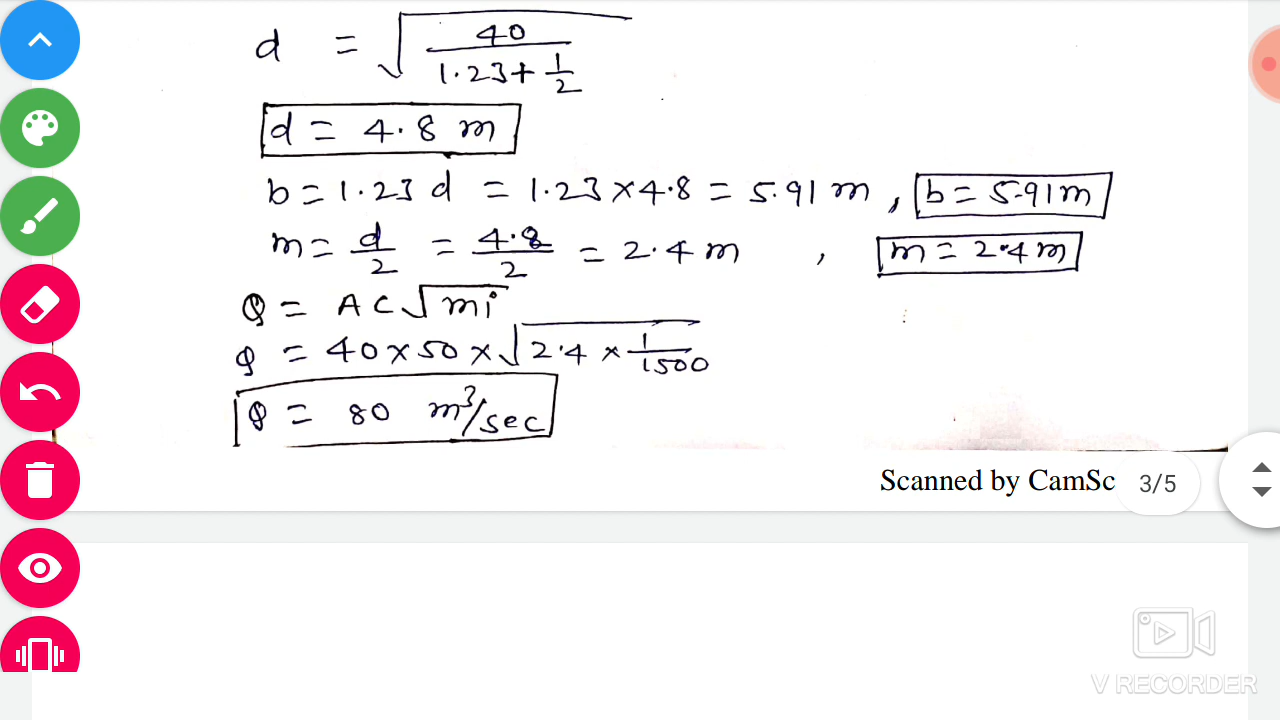 d = √ 40 / 1.23 + 1/2
d = 4.8 m
b = 1.23 d = 1.23 × 4.8 = 5.91 m , b = 5.91 m
m = d/2 = 4.8/2 = 2.4 m , m = 2.4 m
Q = A C √ m i
Q = 40 × 50 × √ 2.4 × 1/1500
Q = 80 m³/sec
Scanned by CamSc
3/5
V RECORDER